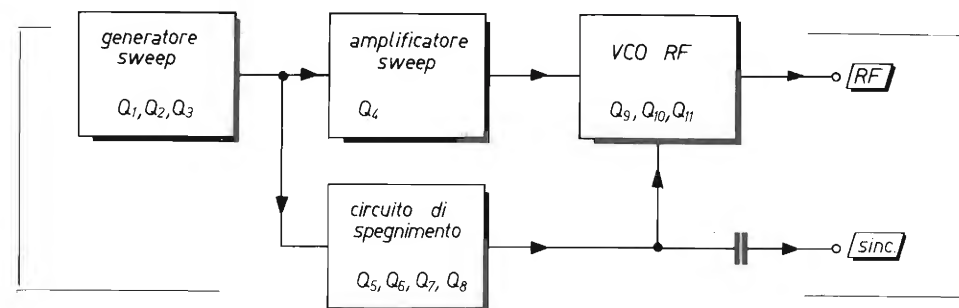 generatore
sweep
Q1, Q2, Q3
amplificatore
sweep
Q4
VCO RF
Q9, Q10, Q11
RF
circuito di
spegnimento
Q5, Q6, Q7, Q8
sinc.